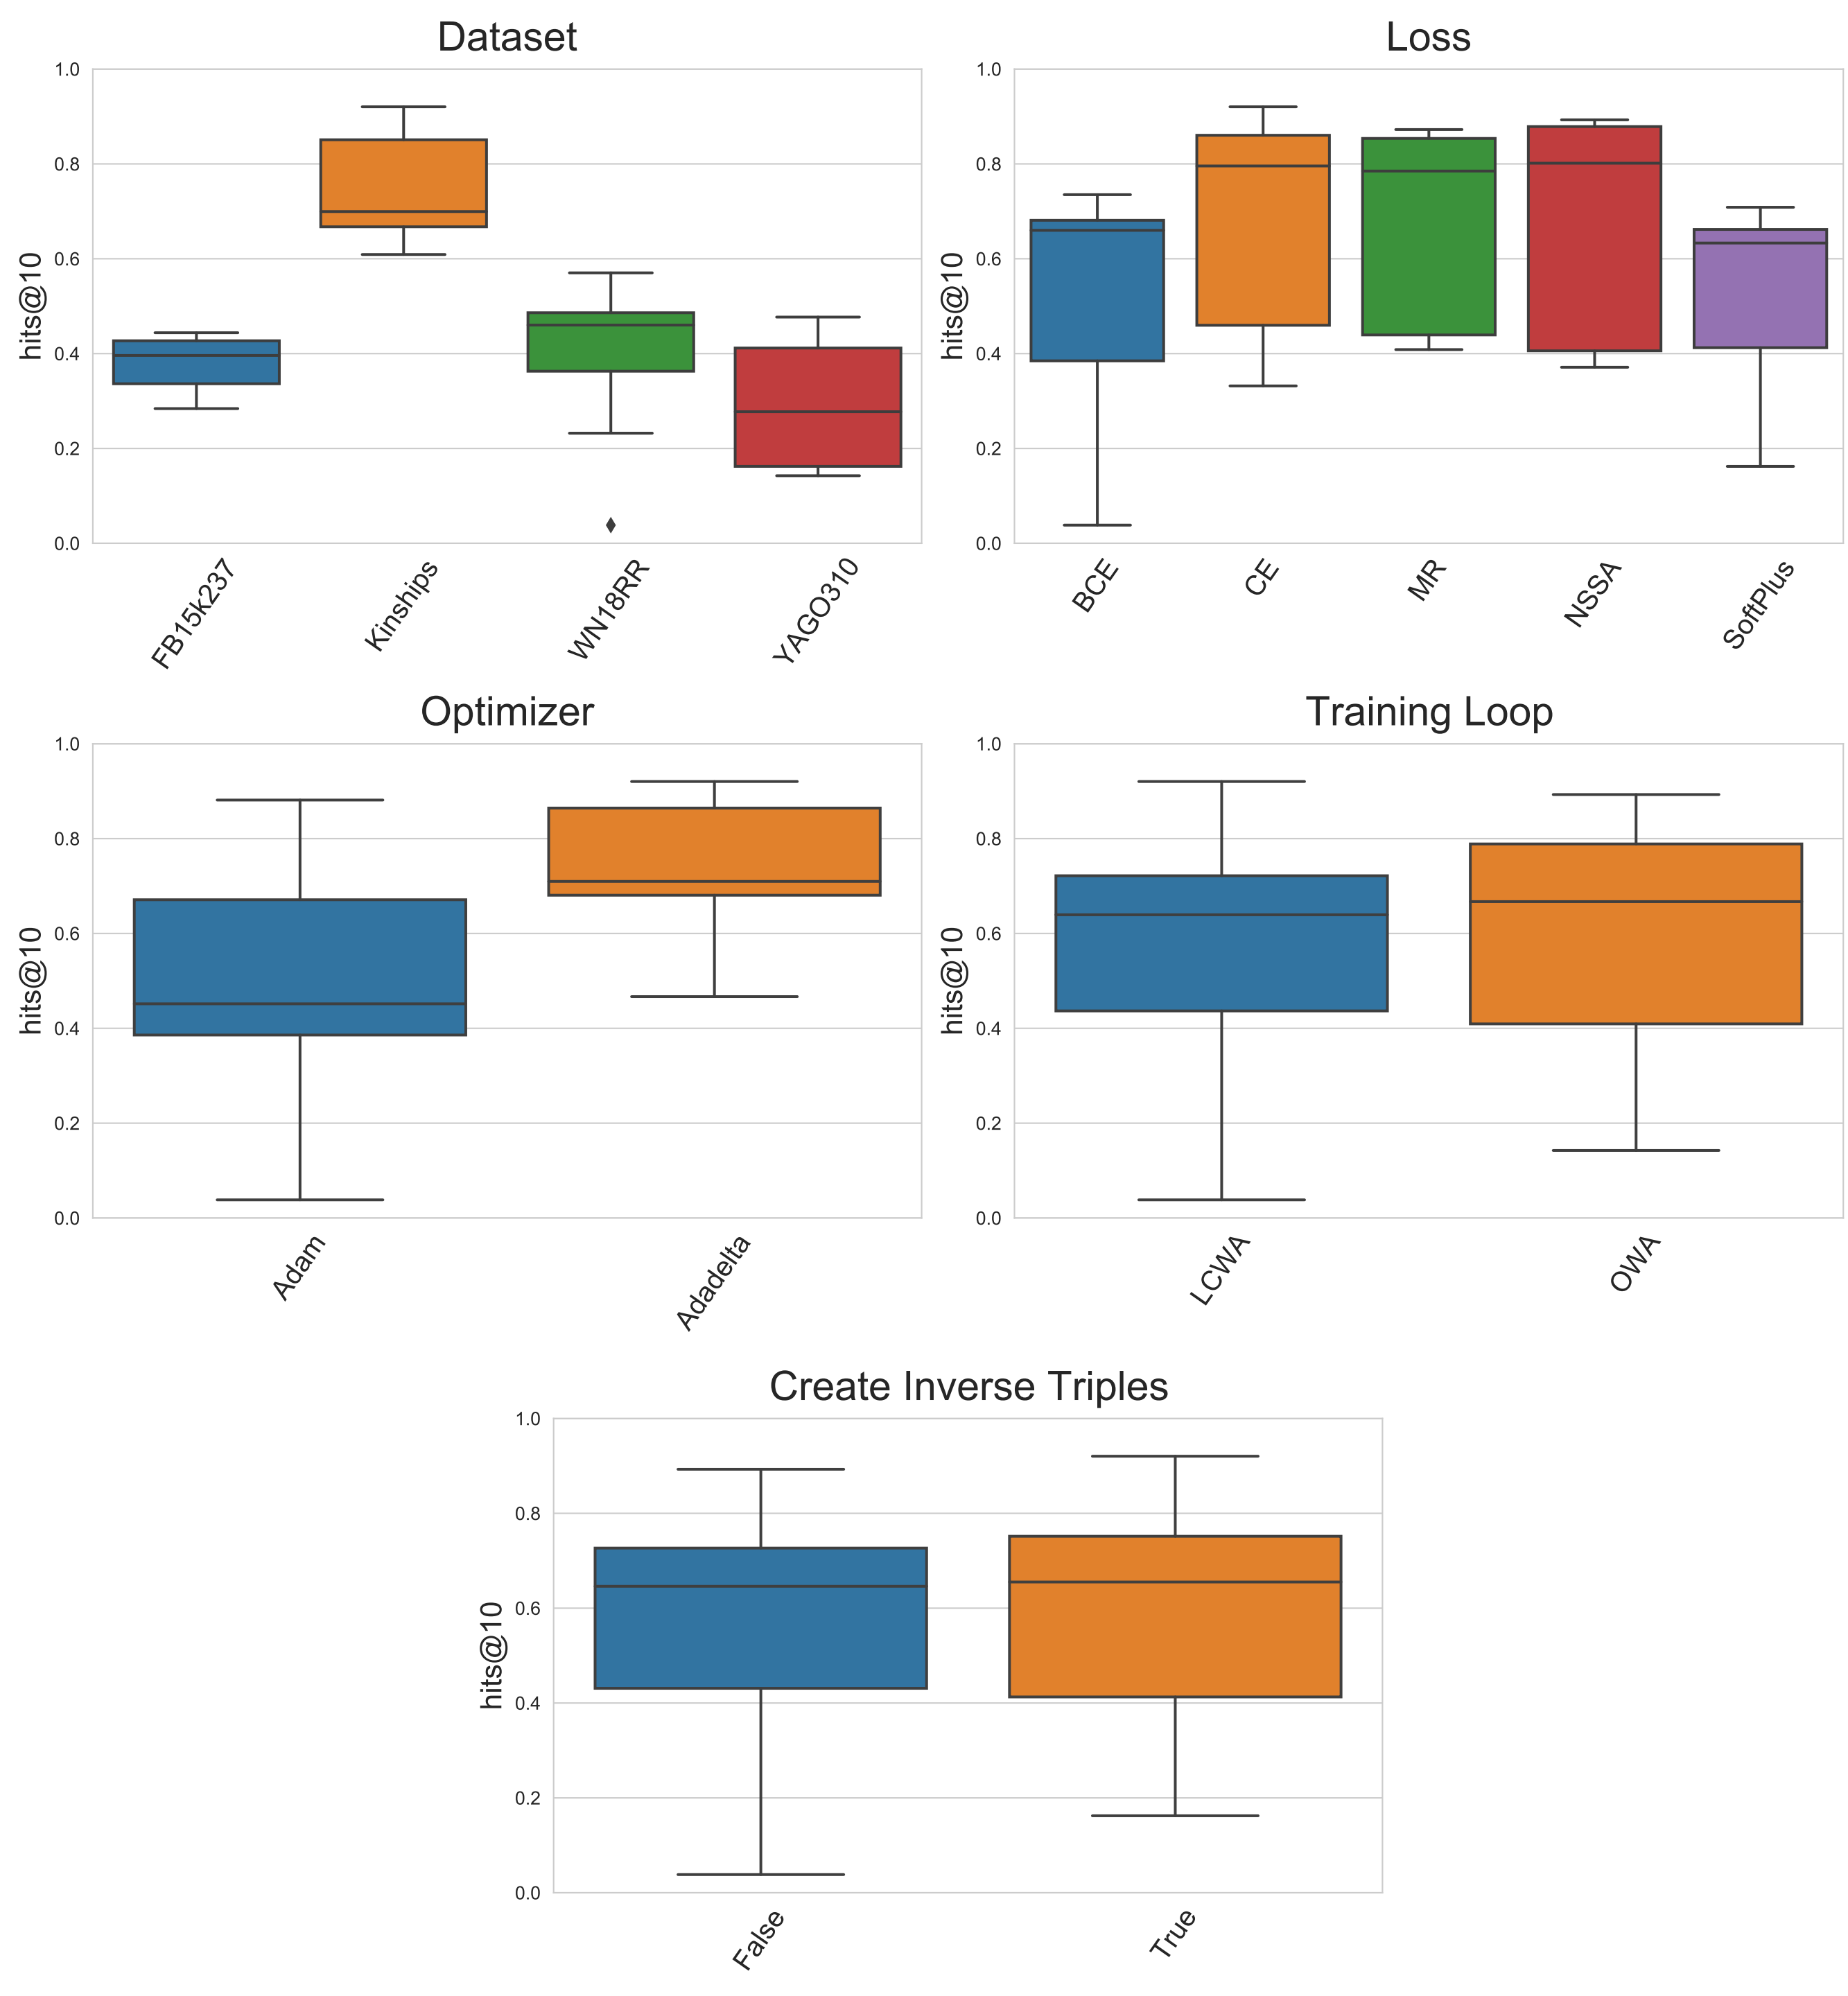 Dataset
1.0
0.8
0.6
0.4
0.2
0.0
hits@10
FB15k237
Kinships
WN18RR
YAGO310
Loss
1.0
0.8
0.6
0.4
0.2
0.0
hits@10
BCE
CE
MR
NSSA
SoftPlus
Optimizer
1.0
0.8
0.6
0.4
0.2
0.0
hits@10
Adam
Adadelta
Training Loop
1.0
0.8
0.6
0.4
0.2
0.0
hits@10
LCWA
OWA
Create Inverse Triples
1.0
0.8
0.6
0.4
0.2
0.0
hits@10
False
True